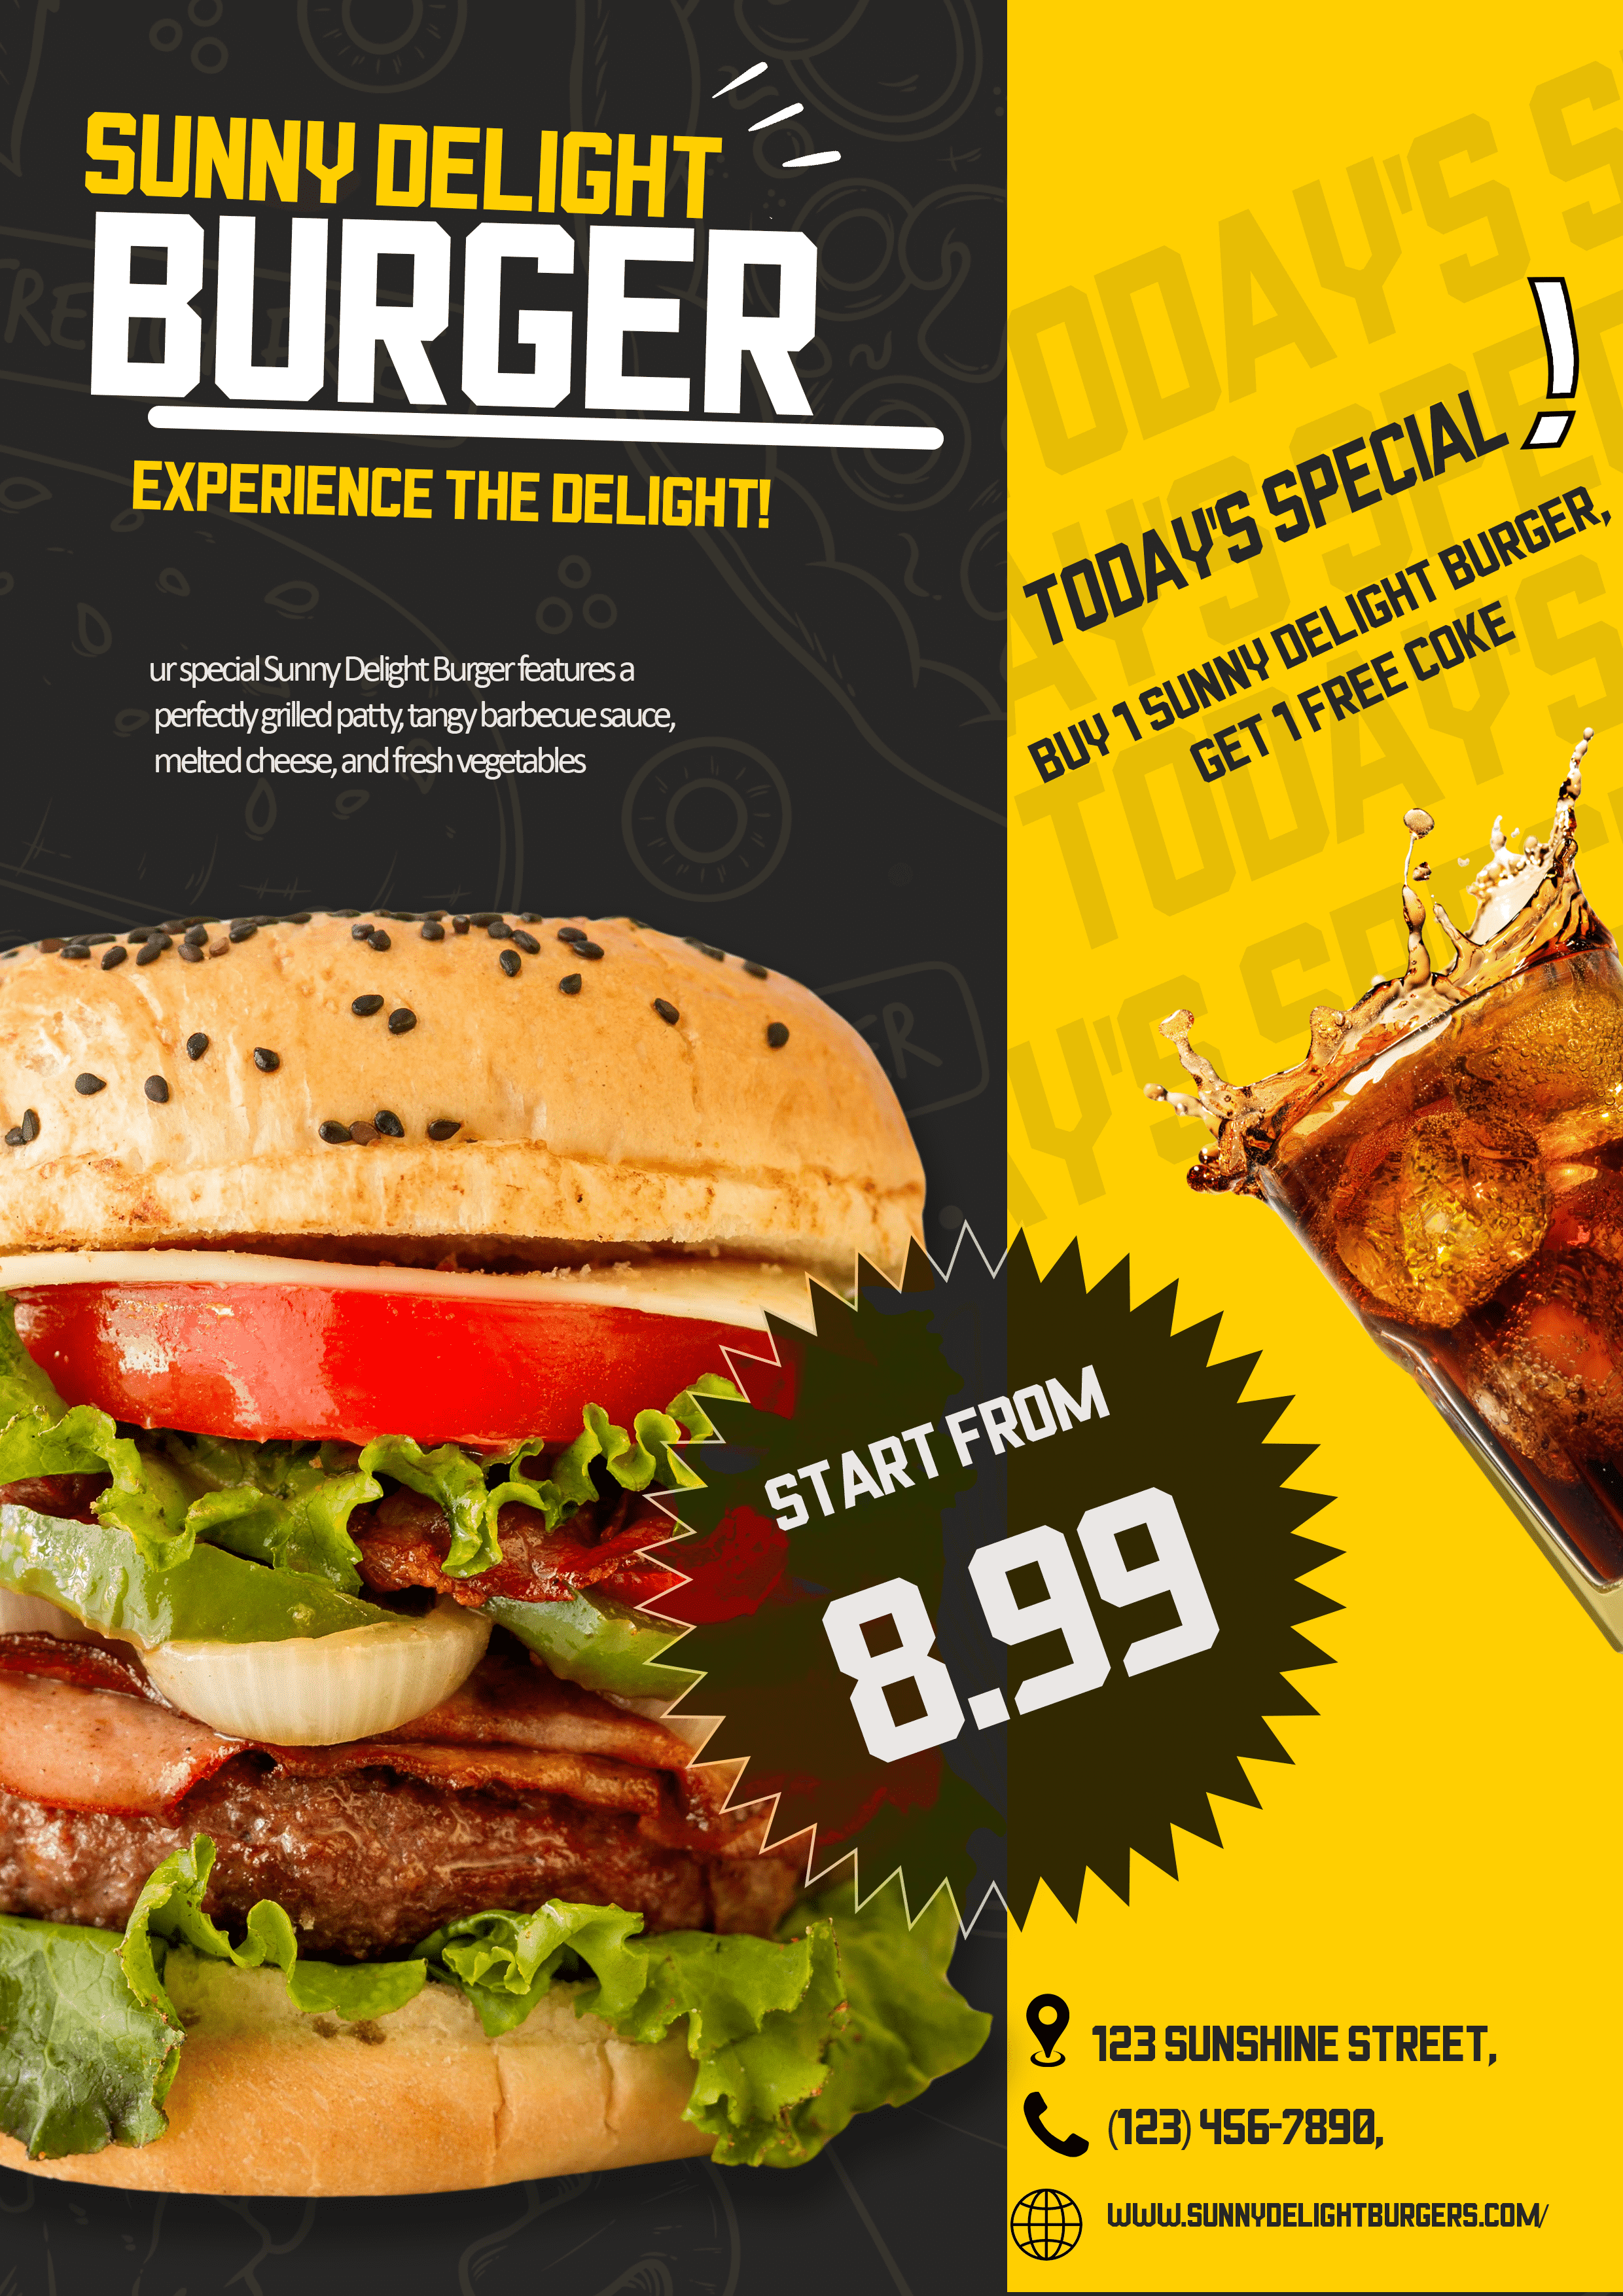 SUNNY DELIGHT
BURGER
EXPERIENCE THE DELIGHT!
ur special Sunny Delight Burger features a
perfectly grilled patty, tangy barbecue sauce,
melted cheese, and fresh vegetables
TODAY'S SPECIAL!
BUY 1 SUNNY DELIGHT BURGER,
GET 1 FREE COKE
START FROM
8.99
123 SUNSHINE STREET,
(123) 456-7890,
WWW.SUNNYDELIGHTBURGERS.COM/